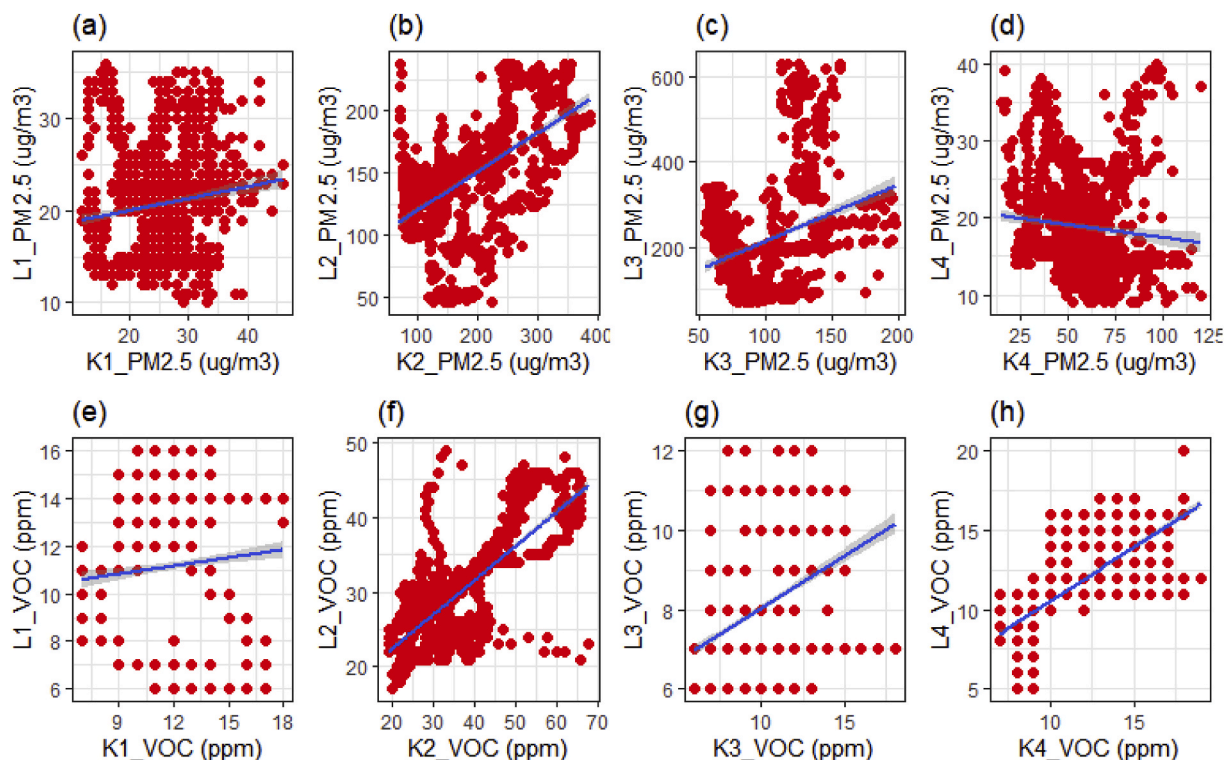 (a)
L1_PM2.5 (ug/m3)
30
20
10
20
30
40
K1_PM2.5 (ug/m3)
(b)
L2_PM2.5 (ug/m3)
200
150
100
50
100
200
300
400
K2_PM2.5 (ug/m3)
(c)
L3_PM2.5 (ug/m3)
600
400
1200
50
100
150
200
K3_PM2.5 (ug/m3)
(d)
L4_PM2.5 (ug/m3)
40
30
20
10
25
50
75
100
125
K4_PM2.5 (ug/m3)
(e)
L1_VOC (ppm)
16
14
12
10
8
6
9
12
15
18
K1_VOC (ppm)
(f)
L2_VOC (ppm)
50
40
30
20
20
30
40
50
60
70
K2_VOC (ppm)
(g)
L3_VOC (ppm)
12
10
8
6
10
15
K3_VOC (ppm)
(h)
L4_VOC (ppm)
20
15
10
5
10
15
K4_VOC (ppm)